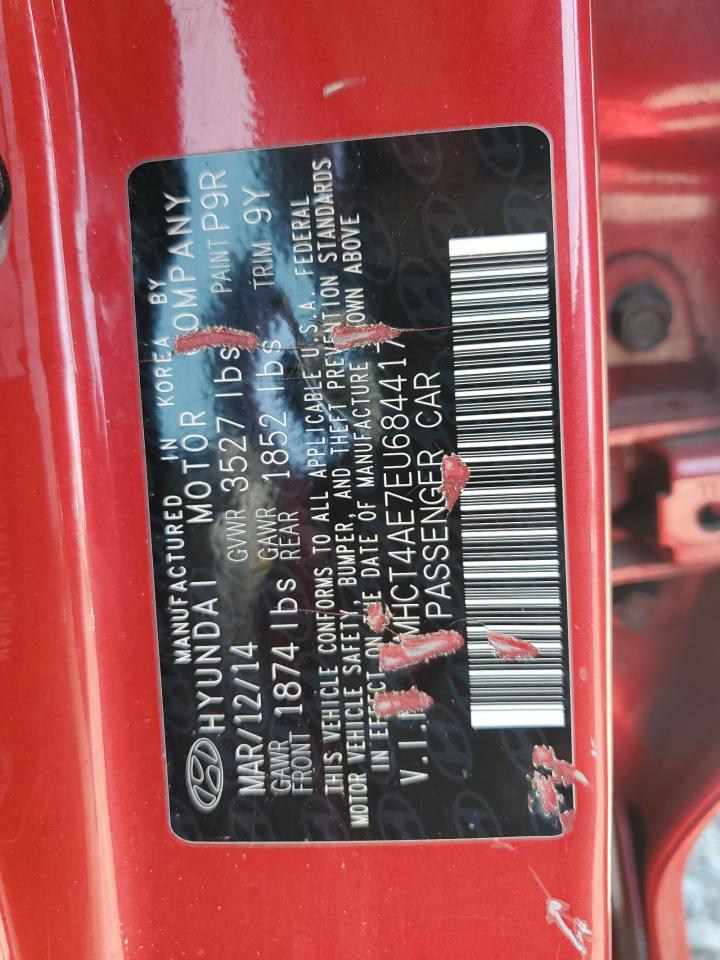 MANUFACTURED IN KOREA BY
HYUNDAI MOTOR COMPANY
MAR/12/14 GVWR 3527 lbs PAINT P9R
GAWR FRONT 1874 lbs GAWR REAR 1852 lbs TRIM 9Y
THIS VEHICLE CONFORMS TO ALL APPLICABLE U.S.A. FEDERAL
MOTOR VEHICLE SAFETY, BUMPER, AND THEFT PREVENTION STANDARDS
IN EFFECT ON THE DATE OF MANUFACTURE SHOWN ABOVE
V.I.N MHCT4AE7EU684417
PASSENGER CAR